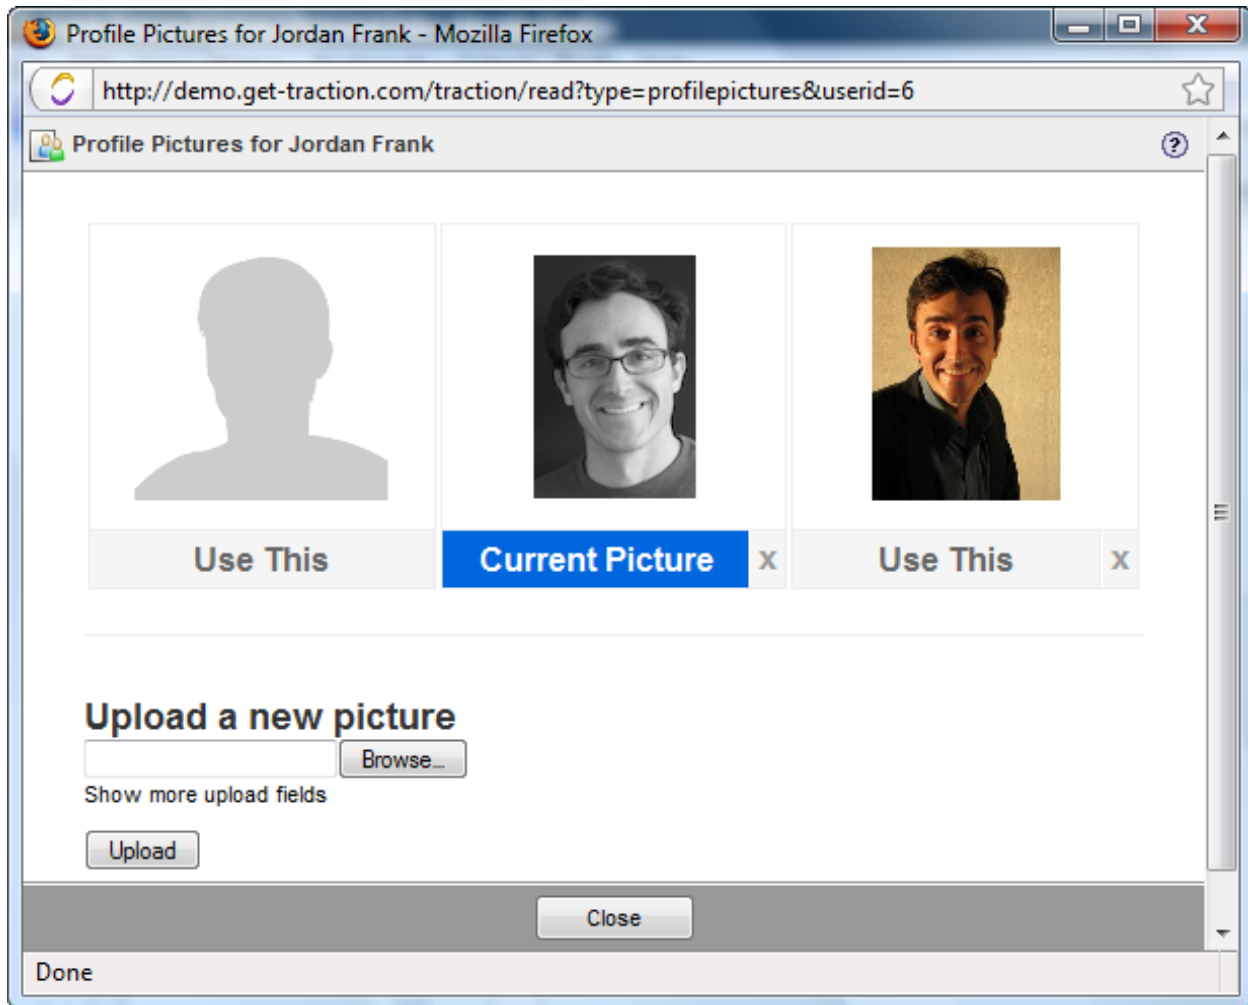 Profile Pictures for Jordan Frank - Mozilla Firefox
http://demo.get-traction.com/traction/read?type=profilepictures&userid=6
Profile Pictures for Jordan Frank
?
Use This
Current Picture x
Use This x
Upload a new picture
Browse...
Show more upload fields
Upload
Close
Done